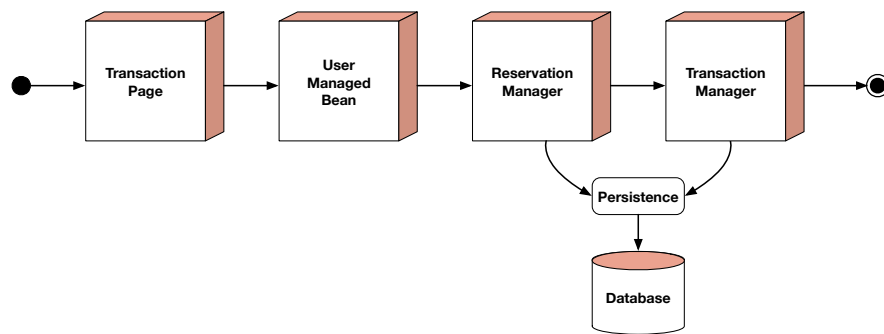 Transaction
Page
User
Managed
Bean
Reservation
Manager
Transaction
Manager
Persistence
Database